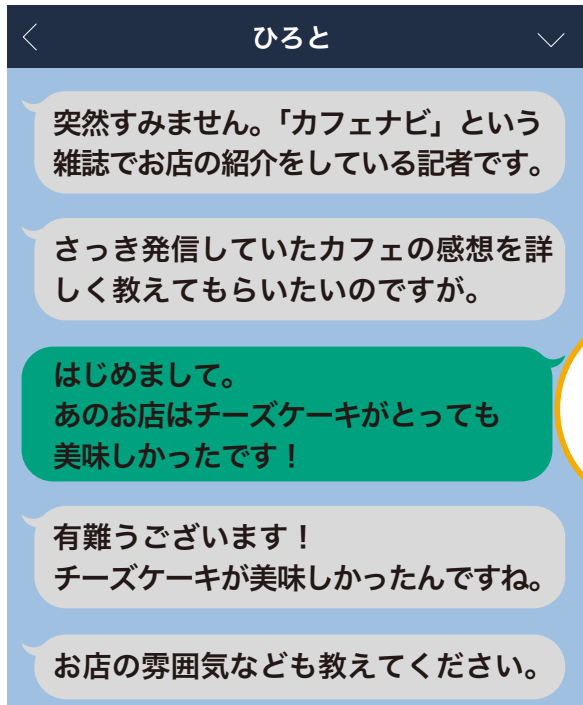 ひろと
突然すみません。「カフェナビ」という
雑誌でお店の紹介をしている記者です。
さっき発信していたカフェの感想を詳
しく教えてもらいたいのですが。
はじめまして。
あのお店はチーズケーキがとっても
美味しかったです！
有難うございます！
チーズケーキが美味しかったんですね。
お店の雰囲気なども教えてください。